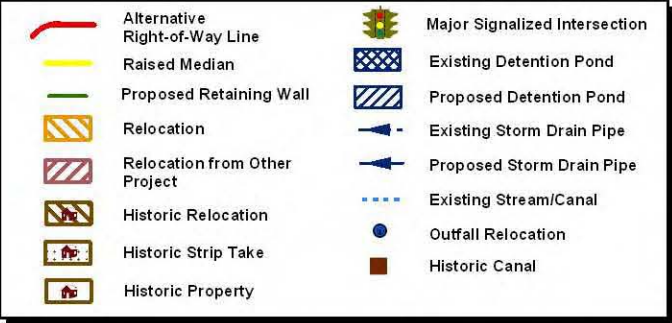 Alternative
Right-of-Way Line
Raised Median
Proposed Retaining Wall
Relocation
Relocation from Other
Project
Historic Relocation
Historic Strip Take
Historic Property
Major Signalized Intersection
Existing Detention Pond
Proposed Detention Pond
Existing Storm Drain Pipe
Proposed Storm Drain Pipe
Existing Stream/Canal
Outfall Relocation
Historic Canal